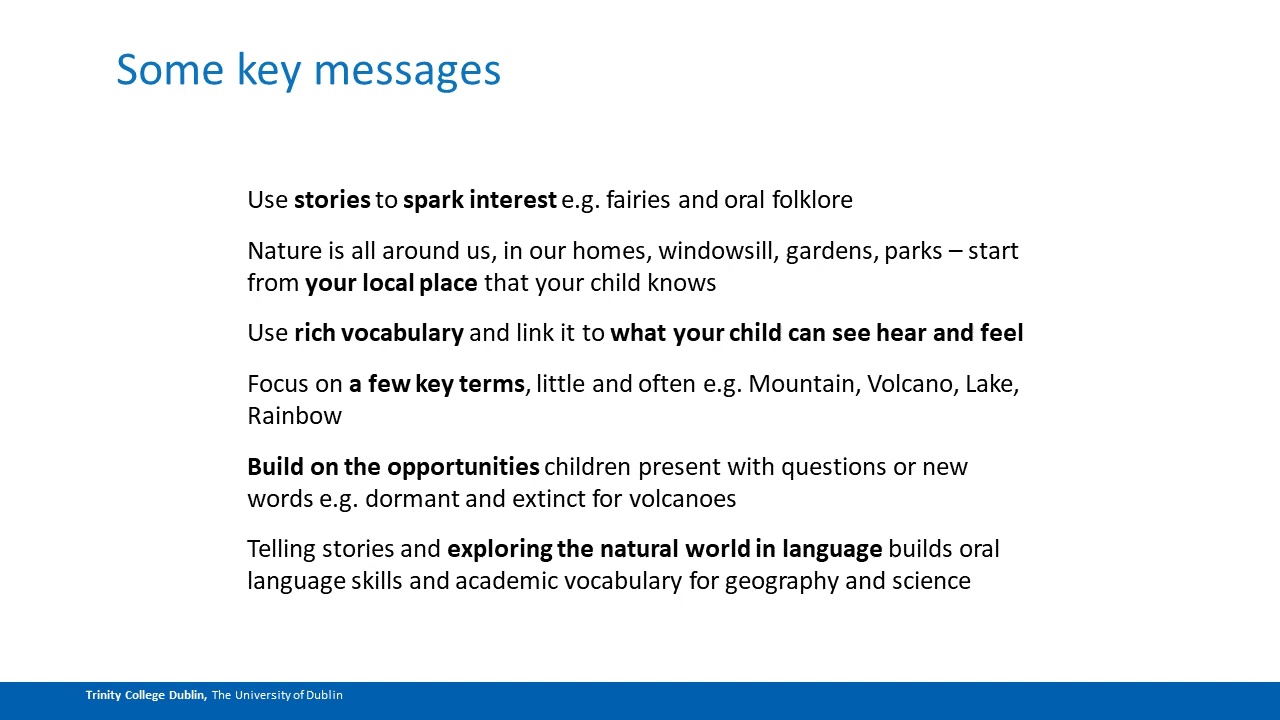 Some key messages
Use stories to spark interest e.g. fairies and oral folklore
Nature is all around us, in our homes, windowsill, gardens, parks – start
from your local place that your child knows
Use rich vocabulary and link it to what your child can see hear and feel
Focus on a few key terms, little and often e.g. Mountain, Volcano, Lake,
Rainbow
Build on the opportunities children present with questions or new
words e.g. dormant and extinct for volcanoes
Telling stories and exploring the natural world in language builds oral
language skills and academic vocabulary for geography and science
Trinity College Dublin, The University of Dublin